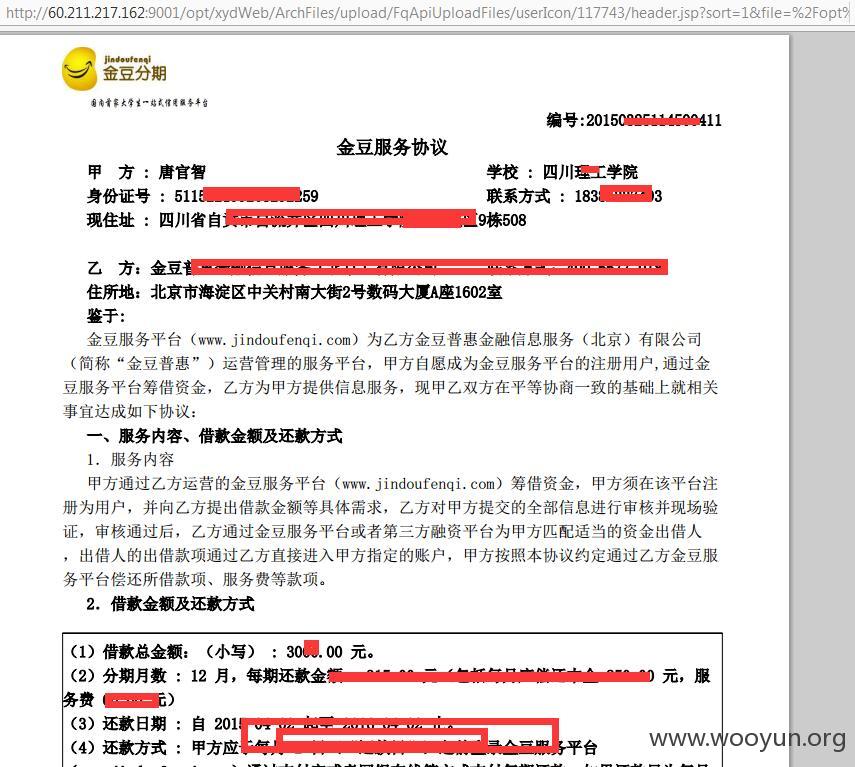 http://60.211.217.162:9001/opt/xydWeb/ArchFiles/upload/FqApiUploadFiles/userIcon/117743/header.jsp?sort=1&file=%2Fopt%
jindoufenqi
金豆分期
国内首家大学生一站式信用服务平台
编号:2015 411
金豆服务协议
甲 方 : 唐官智 学校 : 四川理工学院
身份证号 : 5115 259 联系方式 : 183 3
现住址 : 四川省自 9栋508
乙 方: 金豆
住所地: 北京市海淀区中关村南大街2号数码大厦A座1602室
鉴于:
金豆服务平台（www.jindoufenqi.com）为乙方金豆普惠金融信息服务（北京）有限公司
（简称“金豆普惠”）运营管理的服务平台，甲方自愿成为金豆服务平台的注册用户,通过金
豆服务平台筹借资金，乙方为甲方提供信息服务，现甲乙双方在平等协商一致的基础上就相关
事宜达成如下协议:
一、服务内容、借款金额及还款方式
1. 服务内容
甲方通过乙方运营的金豆服务平台（www.jindoufenqi.com）筹借资金，甲方须在该平台注
册为用户，并向乙方提出借款金额等具体需求，乙方对甲方提交的全部信息进行审核并现场验
证，审核通过后，乙方通过金豆服务平台或者第三方融资平台为甲方匹配适当的资金出借人
，出借人的出借款项通过乙方直接进入甲方指定的账户，甲方按照本协议约定通过乙方金豆服
务平台偿还所借款项、服务费等款项。
2. 借款金额及还款方式
（1）借款总金额: （小写） : 30 .00 元。
（2）分期月数 : 12 月，每期还款金额 0 元，服
务费 元）
（3）还款日期 : 自 2015
（4）还款方式 : 甲方应 金豆服务平台
www.wooyun.org